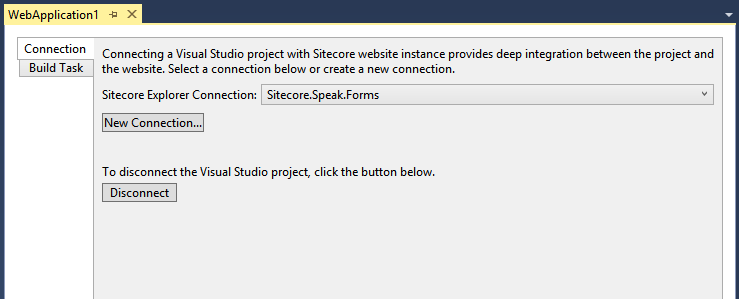 WebApplication1
Connection
Build Task
Connecting a Visual Studio project with Sitecore website instance provides deep integration between the project and
the website. Select a connection below or create a new connection.
Sitecore Explorer Connection: Sitecore.Speak.Forms
New Connection...
To disconnect the Visual Studio project, click the button below.
Disconnect